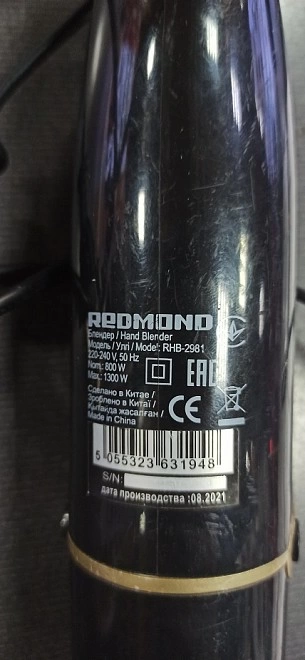 REDMOND
Блендер / Hand Blender
Модель / Үлгі / Model: RHB-2981
220-240 V, 50 Hz
Nom.: 800 W
Max.: 1300 W
EAC
Сделано в Китае /
Зроблено в Китаї /
Қытайда жасалған /
Made in China
CE
5 055323 631948
S/N:
дата производства :08.2021